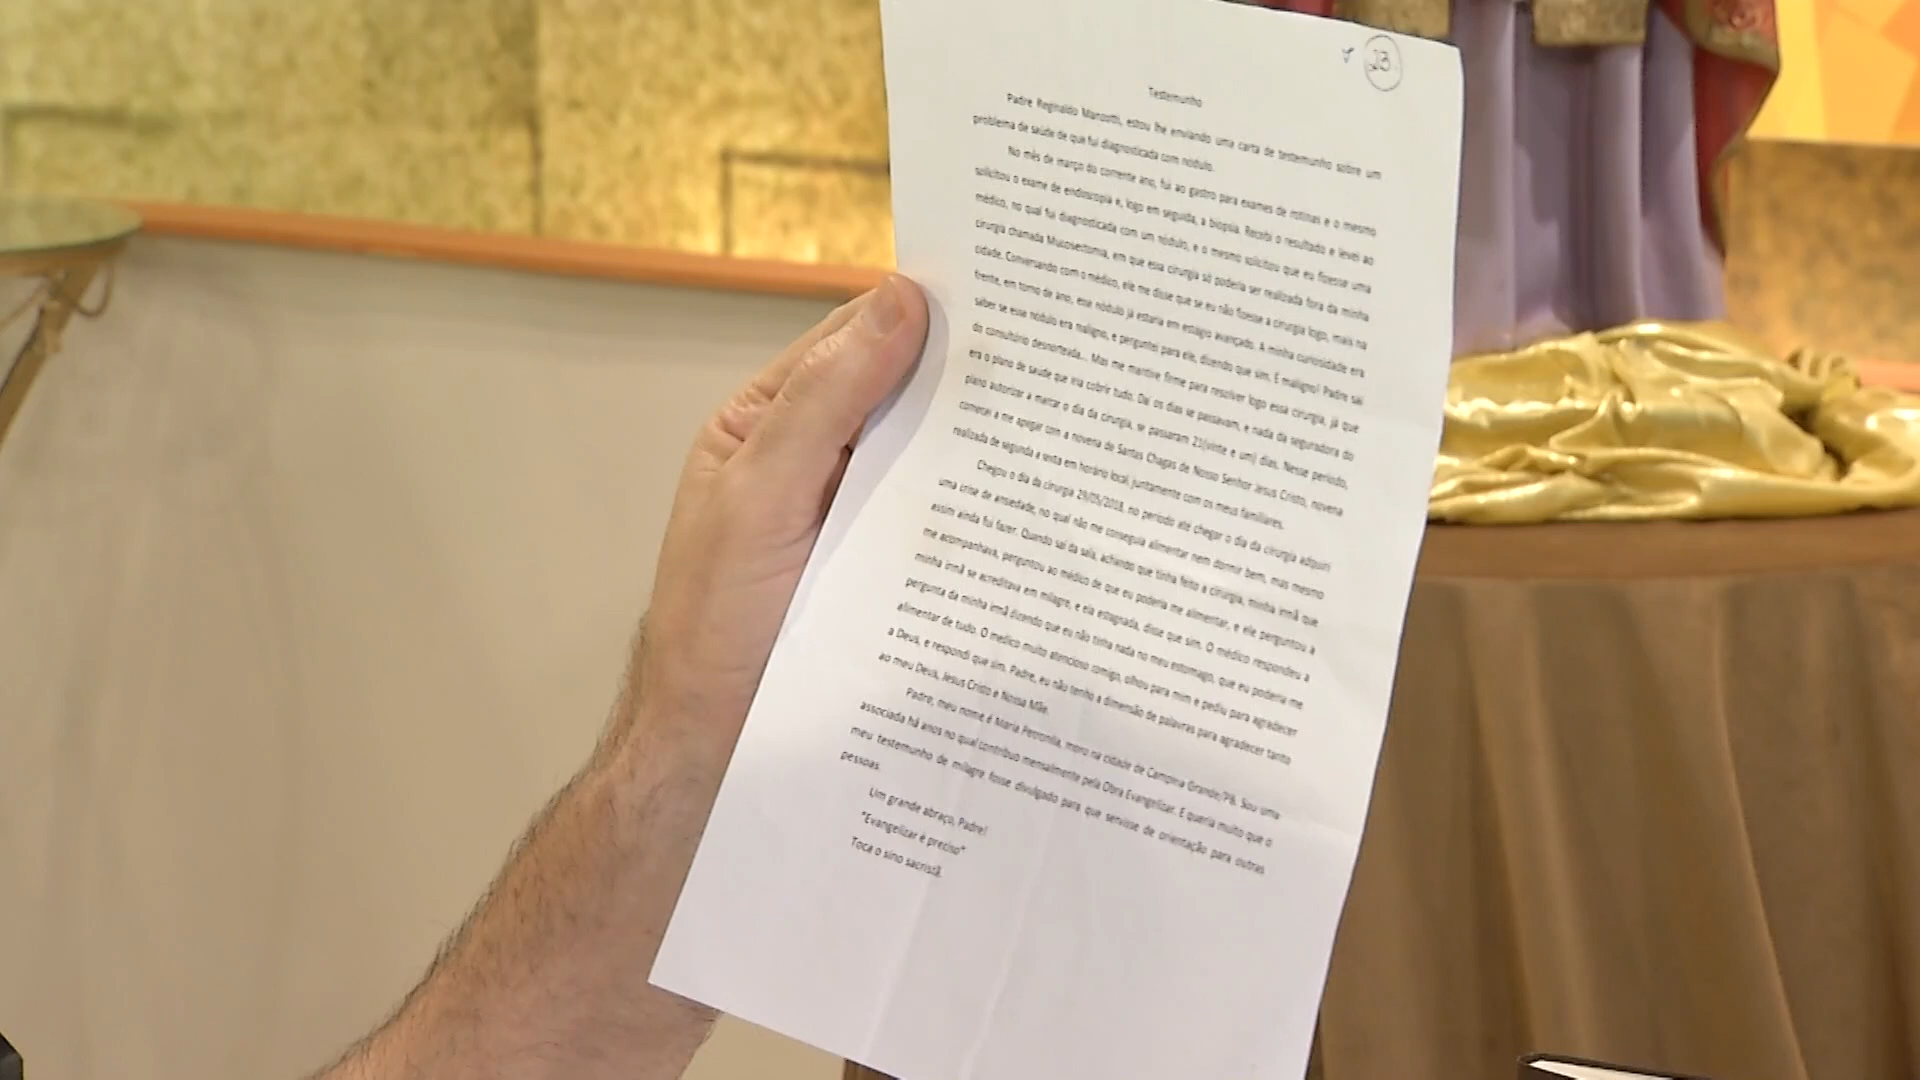 23
Testemunho
Padre Reginaldo Manzotti, estou lhe enviando uma carta de testemunho sobre um
problema de saúde de que fui diagnosticada com nódulo.
No mês de março do corrente ano, fui ao gastro para exames de rotinas e o mesmo
solicitou o exame de endoscopia e, logo em seguida, a biopsia. Recebi o resultado e levei ao
médico, no qual fui diagnosticada com um nódulo, e o mesmo solicitou que eu fizesse uma
cirurgia chamada Mucosectomia, em que essa cirurgia só poderia ser realizada fora da minha
cidade. Conversando com o médico, ele me disse que se eu não fizesse a cirurgia logo, mais na
frente, em torno de ano, esse nódulo já estaria em estágio avançado. A minha curiosidade era
saber se esse nódulo era maligno, e perguntei para ele, dizendo que sim. É maligno! Padre sai
do consultório desnorteada... Mas me mantive firme para resolver logo essa cirurgia, já que
era o plano de saúde que iria cobrir tudo. Daí os dias se passavam, e nada da seguradora do
plano autorizar a marcar o dia da cirurgia, se passaram 21(vinte e um) dias. Nesse período,
comecei a me apegar com a novena de Santas Chagas de Nosso Senhor Jesus Cristo, novena
realizada de segunda a sexta em horário local, juntamente com os meus familiares.
Chegou o dia da cirurgia 29/05/2018, no período até chegar o dia da cirurgia adquiri
uma crise de ansiedade, no qual não me conseguia alimentar nem dormir bem, mas mesmo
assim ainda fui fazer. Quando saí da sala, achando que tinha feito a cirurgia, minha irmã que
me acompanhava, perguntou ao médico de que eu poderia me alimentar, e ele perguntou a
minha irmã se acreditava em milagre, e ela estagnada, disse que sim. O médico respondeu a
pergunta da minha irmã dizendo que eu não tinha nada no meu estomago, que eu poderia me
alimentar de tudo. O médico muito atencioso comigo, olhou para mim e pediu para agradecer
a Deus, e respondi que sim. Padre, eu não tenho a dimensão de palavras para agradecer tanto
ao meu Deus, Jesus Cristo e Nossa Mãe.
Padre, meu nome é Maria Petronila, moro na cidade de Campina Grande/PB. Sou uma
associada há anos no qual contribuo mensalmente pela Obra Evangelizar. E queria muito que o
meu testemunho de milagre fosse divulgado para que servisse de orientação para outras
pessoas.
Um grande abraço, Padre!
"Evangelizar é preciso"
Toca o sino sacristã.